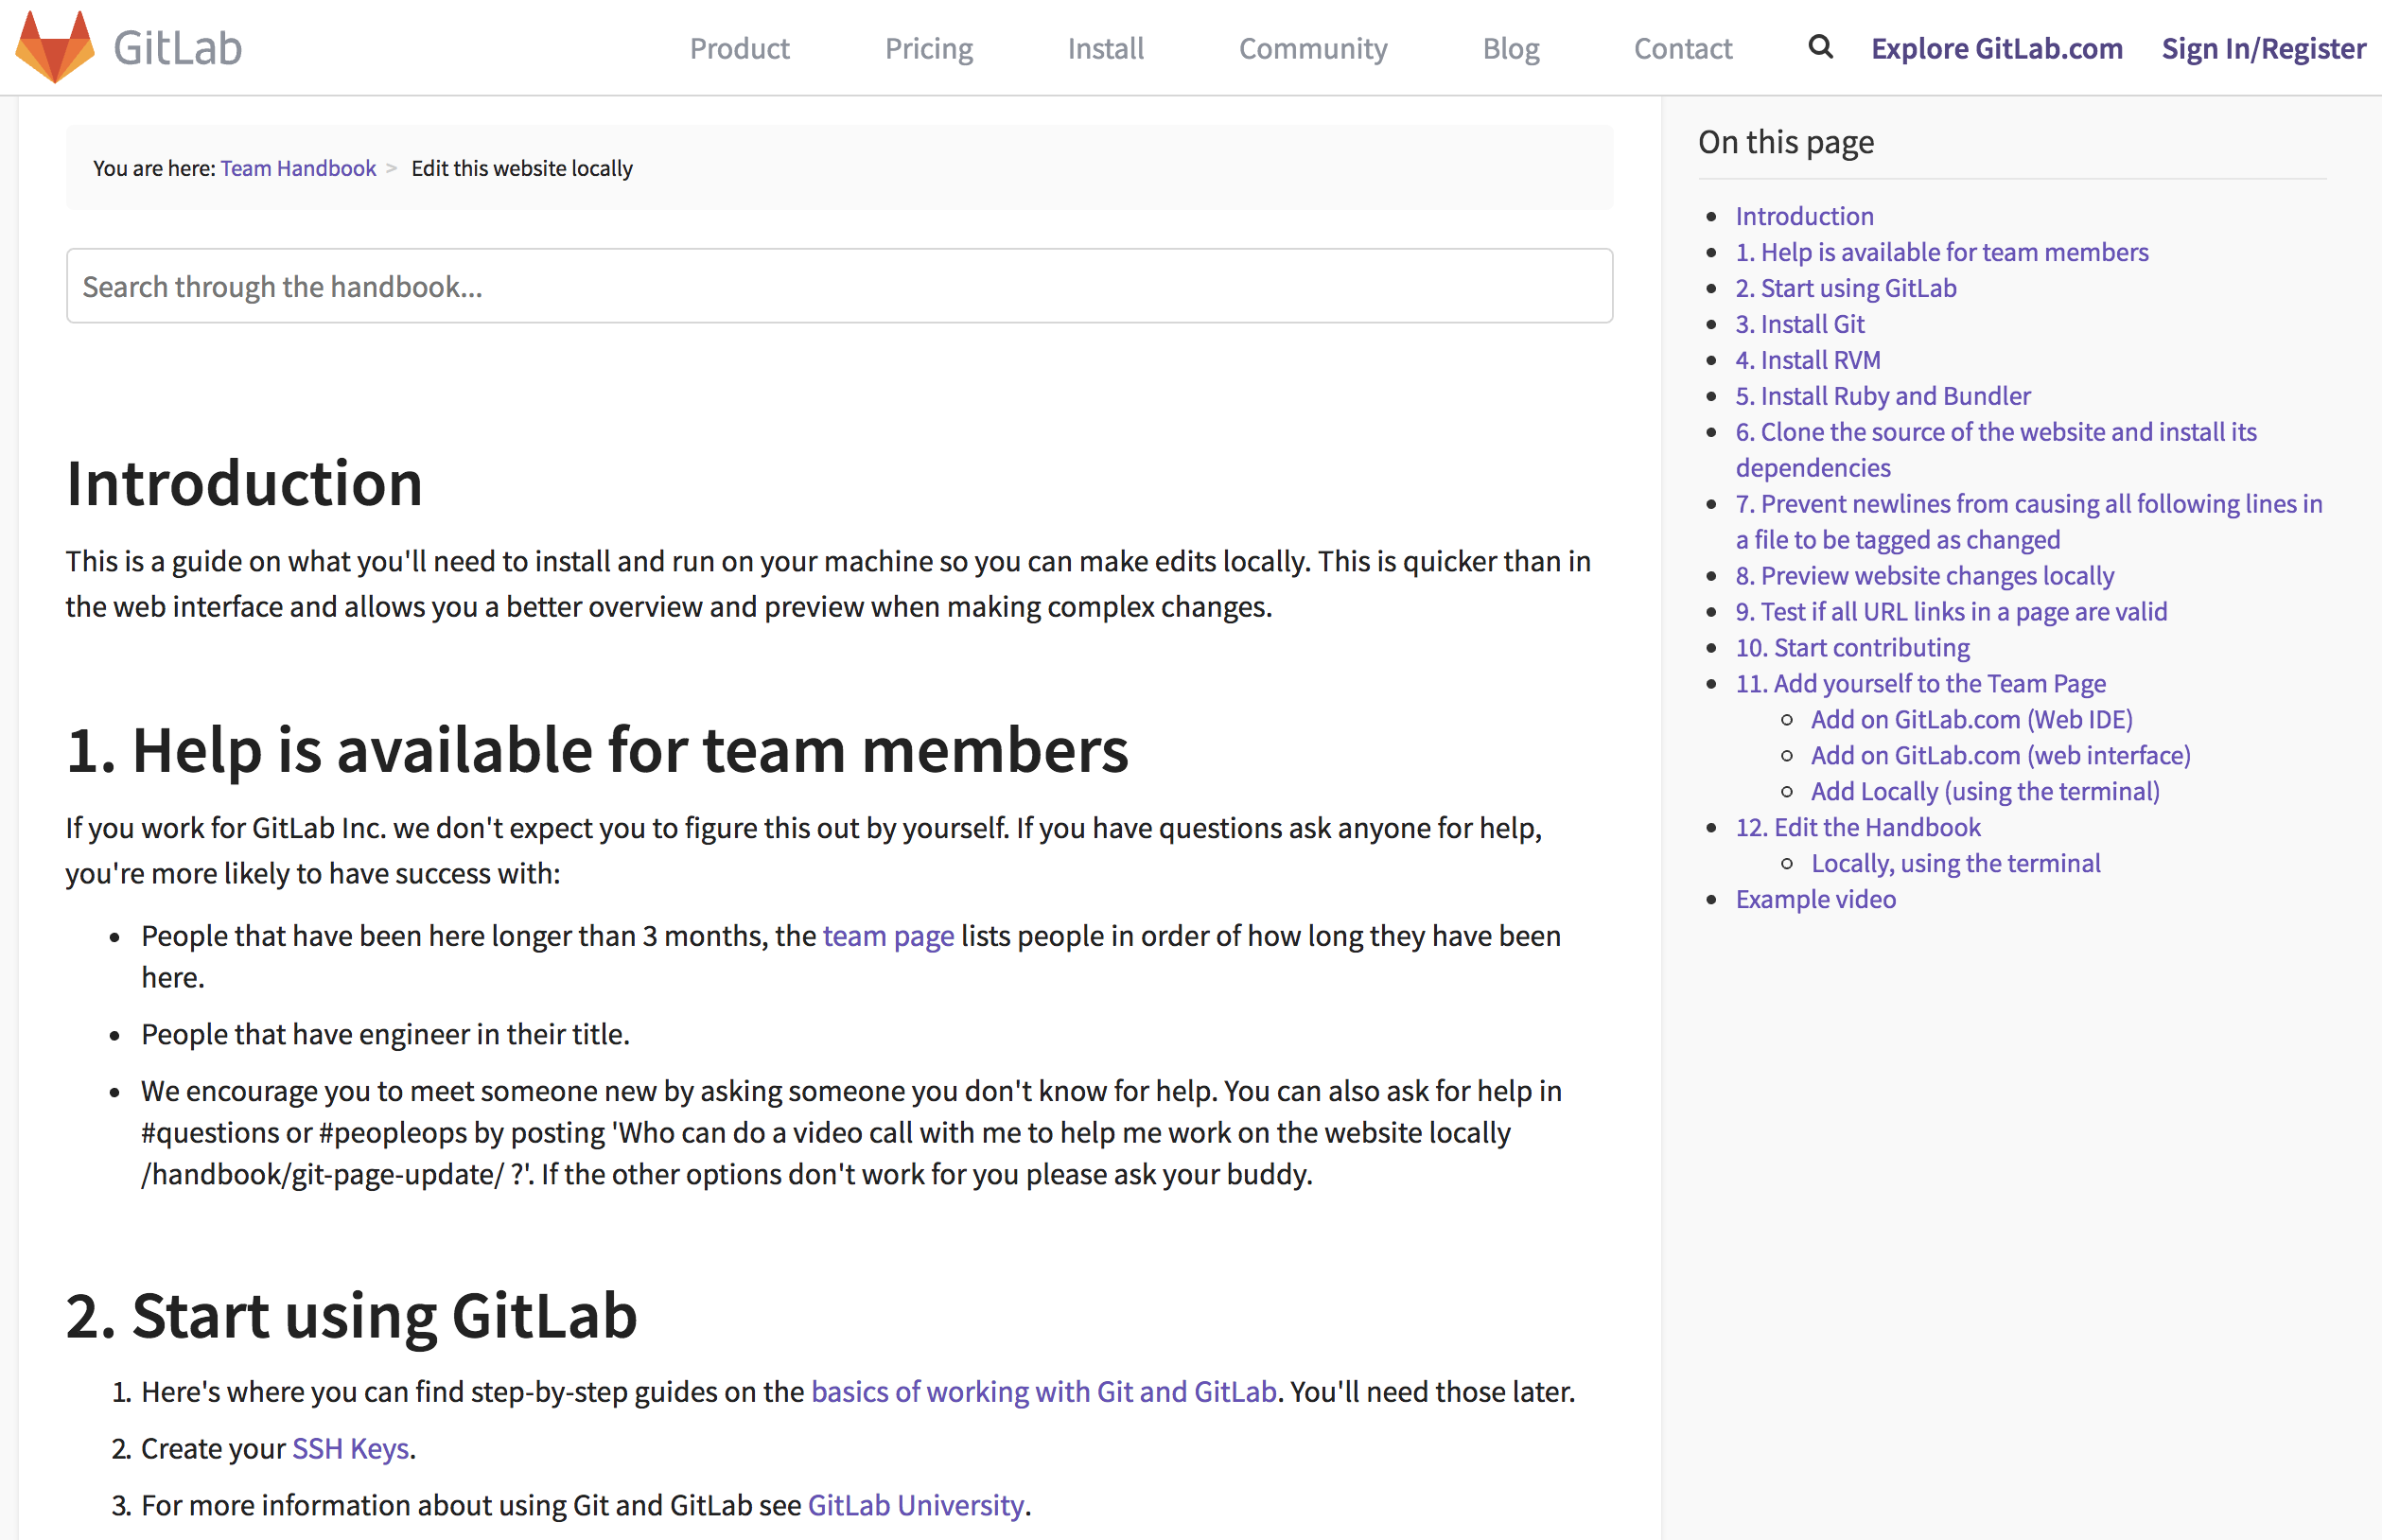 GitLab
Product Pricing Install Community Blog Contact Explore GitLab.com Sign In/Register
You are here: Team Handbook > Edit this website locally
Search through the handbook...
Introduction
This is a guide on what you'll need to install and run on your machine so you can make edits locally. This is quicker than in
the web interface and allows you a better overview and preview when making complex changes.
1. Help is available for team members
If you work for GitLab Inc. we don't expect you to figure this out by yourself. If you have questions ask anyone for help,
you're more likely to have success with:
• People that have been here longer than 3 months, the team page lists people in order of how long they have been
here.
• People that have engineer in their title.
• We encourage you to meet someone new by asking someone you don't know for help. You can also ask for help in
#questions or #peopleops by posting 'Who can do a video call with me to help me work on the website locally
/handbook/git-page-update/ ?'. If the other options don't work for you please ask your buddy.
2. Start using GitLab
1. Here's where you can find step-by-step guides on the basics of working with Git and GitLab. You'll need those later.
2. Create your SSH Keys.
3. For more information about using Git and GitLab see GitLab University.
On this page
• Introduction
• 1. Help is available for team members
• 2. Start using GitLab
• 3. Install Git
• 4. Install RVM
• 5. Install Ruby and Bundler
• 6. Clone the source of the website and install its
dependencies
• 7. Prevent newlines from causing all following lines in
a file to be tagged as changed
• 8. Preview website changes locally
• 9. Test if all URL links in a page are valid
• 10. Start contributing
• 11. Add yourself to the Team Page
○ Add on GitLab.com (Web IDE)
○ Add on GitLab.com (web interface)
○ Add Locally (using the terminal)
• 12. Edit the Handbook
○ Locally, using the terminal
• Example video